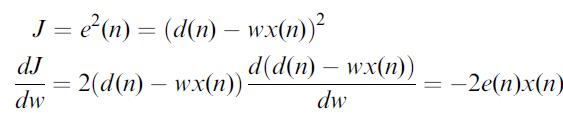 J = e²(n) = (d(n) − wx(n))²
dJ/dw = 2(d(n) − wx(n)) d(d(n) − wx(n))/dw = −2e(n)x(n)